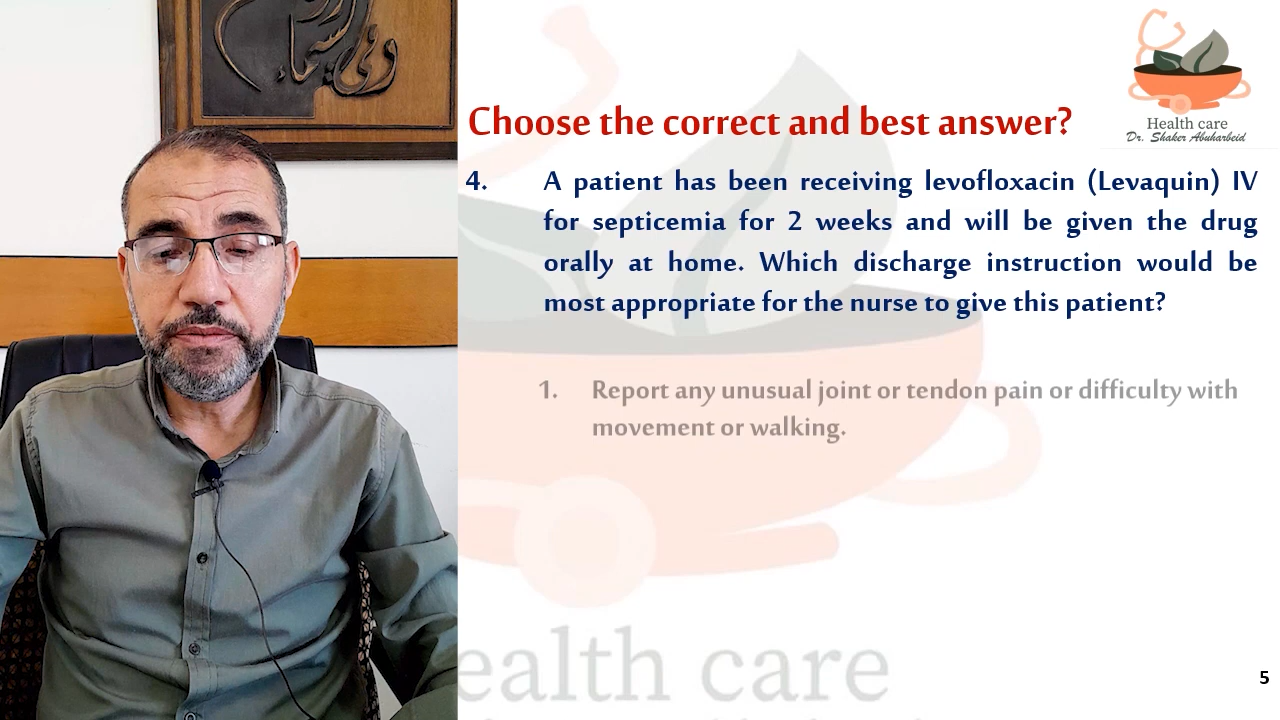 وفي السماء
Choose the correct and best answer?
Health care
Dr. Shaker Abuharbeid
4. A patient has been receiving levofloxacin (Levaquin) IV
for septicemia for 2 weeks and will be given the drug
orally at home. Which discharge instruction would be
most appropriate for the nurse to give this patient?
1. Report any unusual joint or tendon pain or difficulty with
movement or walking.
ealth care
5